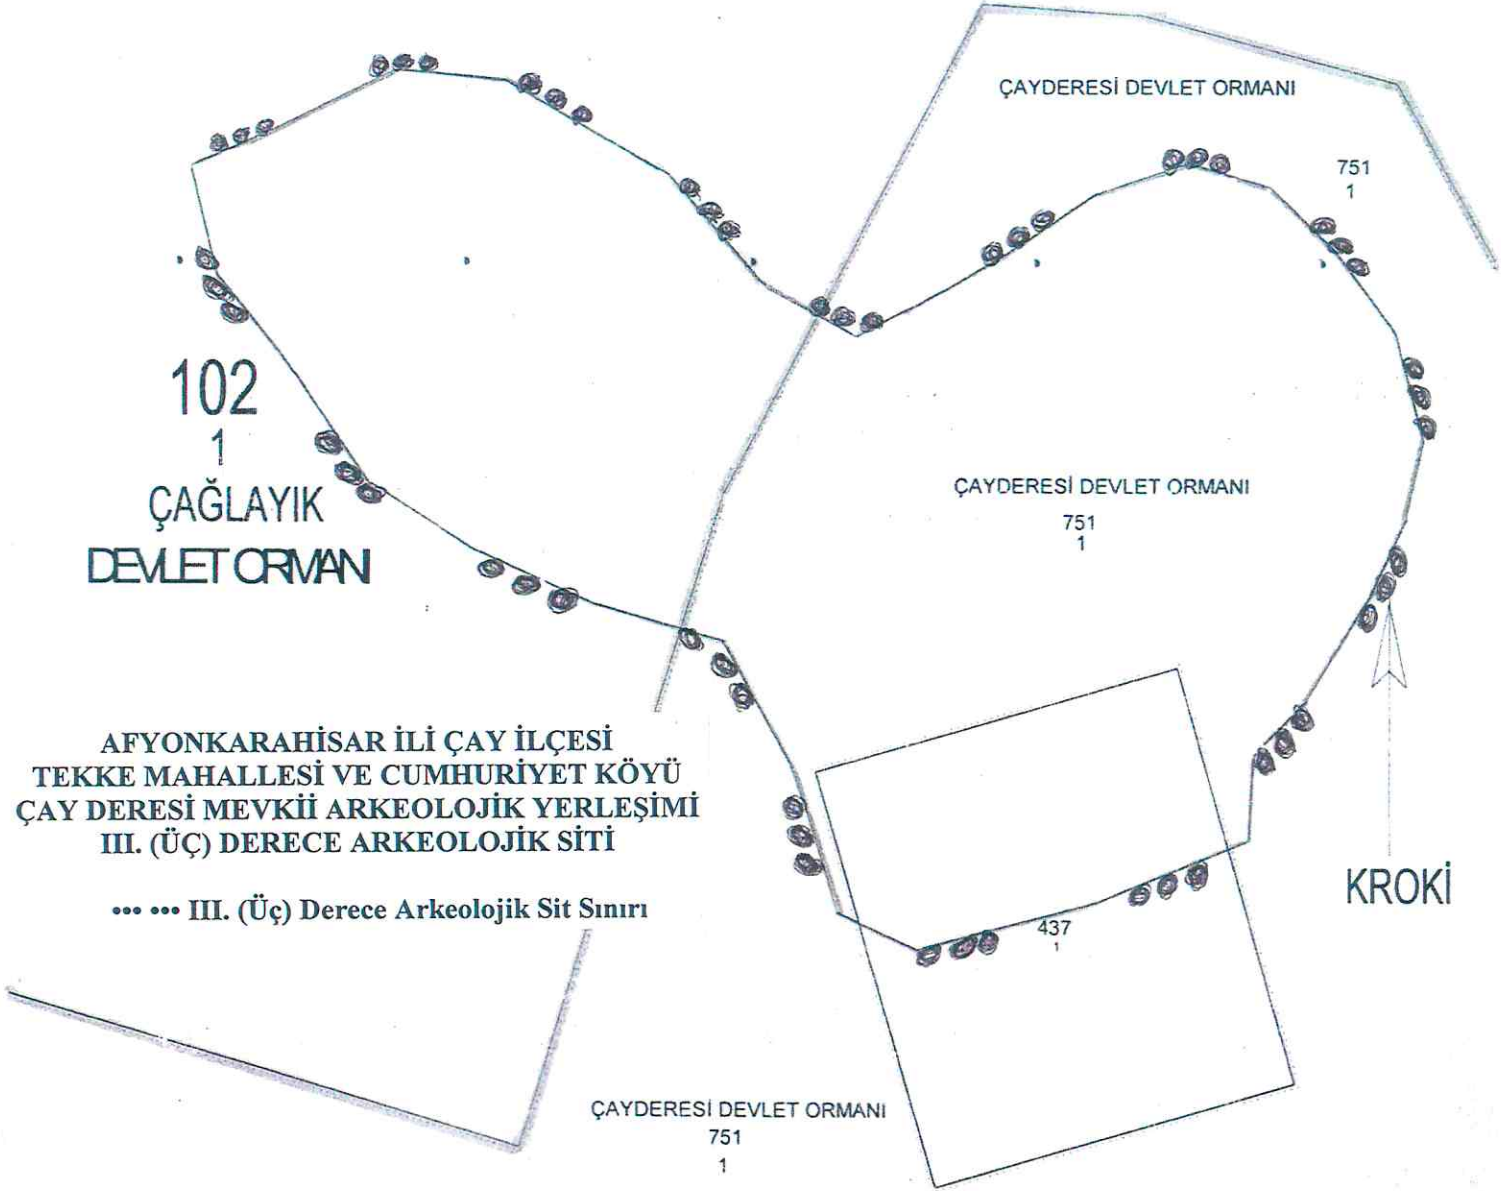 ÇAYDERESİ DEVLET ORMANI
751
1
102
1
ÇAĞLAYIK
DEVLET ORMANI
ÇAYDERESİ DEVLET ORMANI
751
1
AFYONKARAHİSAR İLİ ÇAY İLÇESİ
TEKKE MAHALLESİ VE CUMHURİYET KÖYÜ
ÇAY DERESİ MEVKİİ ARKEOLOJİK YERLEŞİMİ
III. (ÜÇ) DERECE ARKEOLOJİK SİTİ
••• ••• III. (Üç) Derece Arkeolojik Sit Sınırı
KROKİ
437
1
ÇAYDERESİ DEVLET ORMANI
751
1